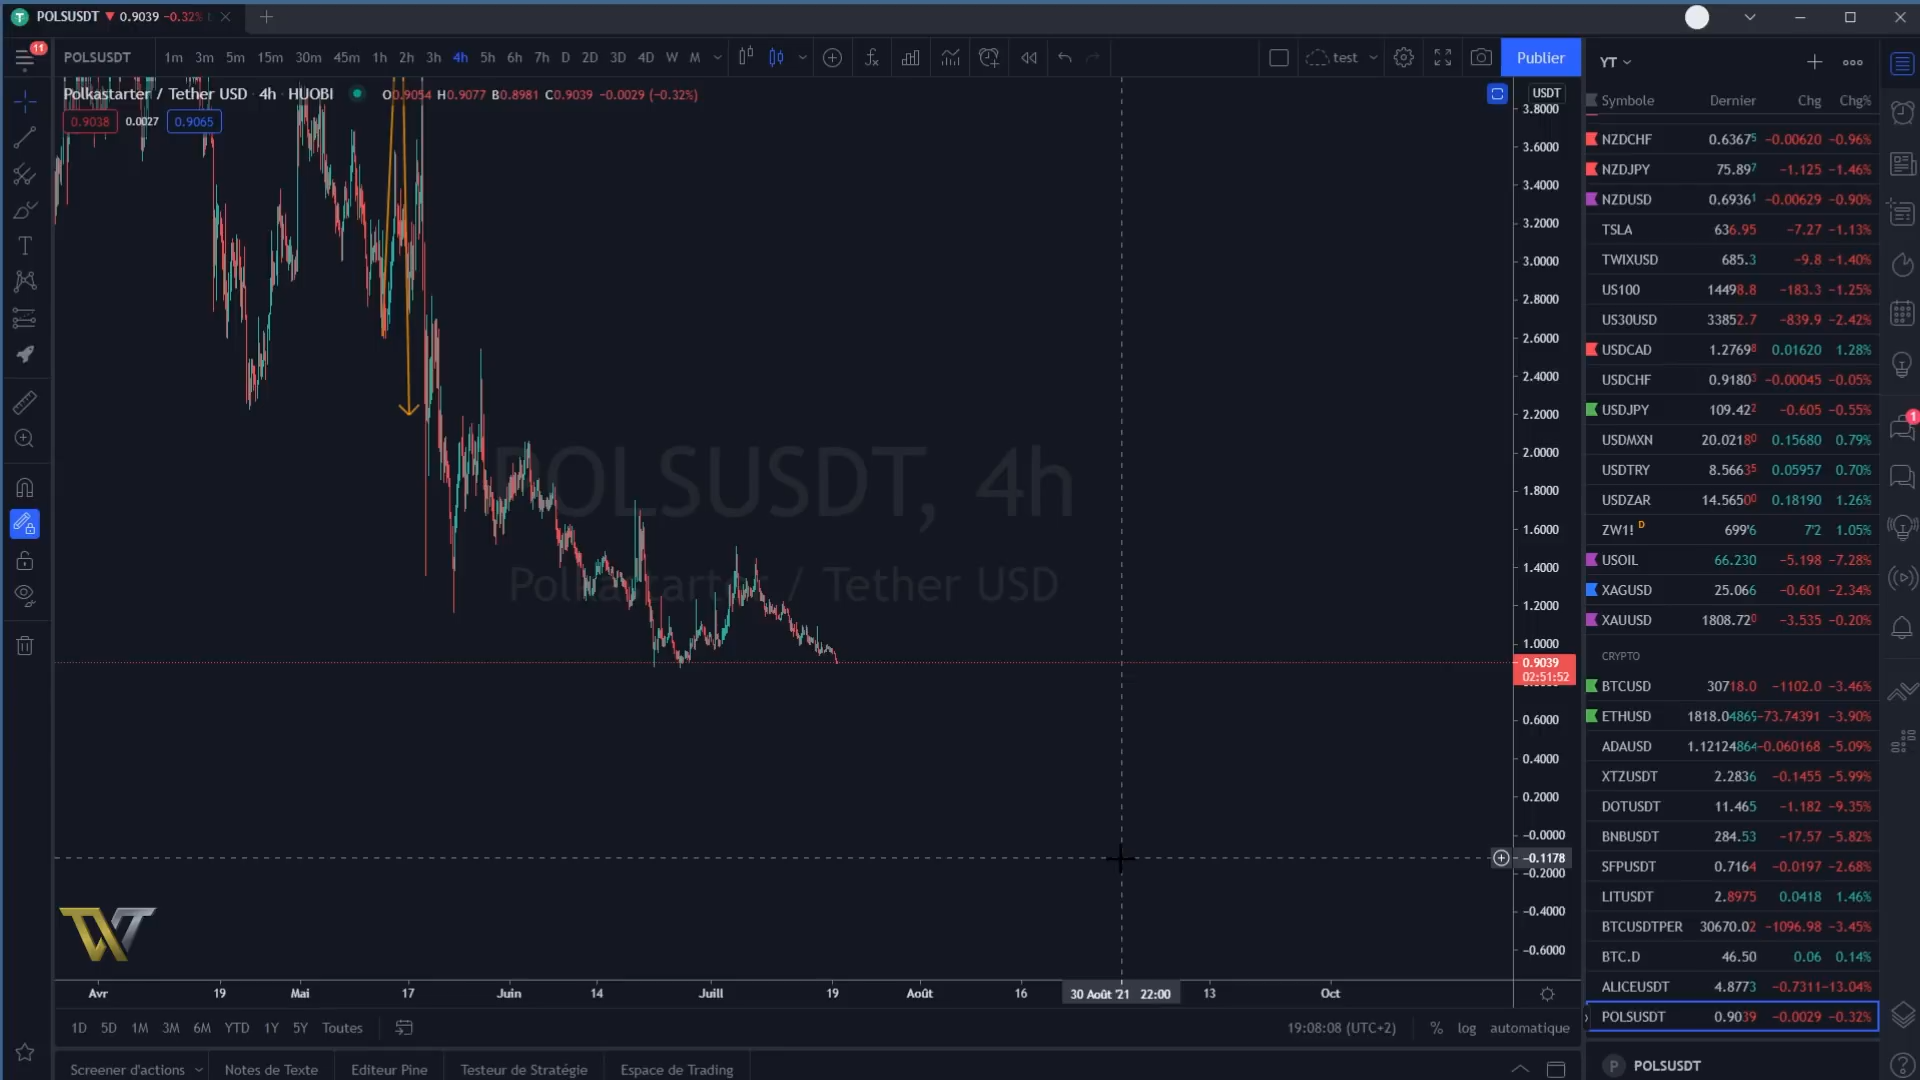 POLSUSDT ▼ 0.9039 −0.32%
11
POLSUSDT 1m 3m 5m 15m 30m 45m 1h 2h 3h 4h 5h 6h 7h D 2D 3D 4D W M test Publier
Polkastarter / Tether USD 4h HUOBI O0.9054 H0.9077 B0.8981 C0.9039 −0.0029 (−0.32%)
0.9038 0.0027 0.9065
USDT
3.8000
3.6000
3.4000
3.2000
3.0000
2.8000
2.6000
2.4000
2.2000
2.0000
1.8000
1.6000
1.4000
1.2000
1.0000
0.9039
02:51:52
0.6000
0.4000
0.2000
−0.0000
−0.1178
−0.2000
−0.4000
−0.6000
POLSUSDT, 4h
Polkastarter / Tether USD
Avr 19 Mai 17 Juin 14 Juill 19 Août 16 30 Août '21 22:00 13 Oct
1D 5D 1M 3M 6M YTD 1Y 5Y Toutes 19:08:08 (UTC+2) % log automatique
Screener d'actions Notes de Texte Editeur Pine Testeur de Stratégie Espace de Trading
YT
Symbole Dernier Chg Chg%
NZDCHF 0.63675 −0.00620 −0.96%
NZDJPY 75.897 −1.125 −1.46%
NZDUSD 0.69361 −0.00629 −0.90%
TSLA 636.95 −7.27 −1.13%
TWIXUSD 685.3 −9.8 −1.40%
US100 14498.8 −183.3 −1.25%
US30USD 33852.7 −839.9 −2.42%
USDCAD 1.27698 0.01620 1.28%
USDCHF 0.91803 −0.00045 −0.05%
USDJPY 109.422 −0.605 −0.55%
USDMXN 20.02180 0.15680 0.79%
USDTRY 8.56635 0.05957 0.70%
USDZAR 14.56500 0.18190 1.26%
ZW1! D 699'6 7'2 1.05%
USOIL 66.230 −5.198 −7.28%
XAGUSD 25.066 −0.601 −2.34%
XAUUSD 1808.720 −3.535 −0.20%
CRYPTO
BTCUSD 30718.0 −1102.0 −3.46%
ETHUSD 1818.04869 −73.74391 −3.90%
ADAUSD 1.12124864 −0.060168 −5.09%
XTZUSDT 2.2836 −0.1455 −5.99%
DOTUSDT 11.465 −1.182 −9.35%
BNBUSDT 284.53 −17.57 −5.82%
SFPUSDT 0.7164 −0.0197 −2.68%
LITUSDT 2.8975 0.0418 1.46%
BTCUSDTPER 30670.02 −1096.98 −3.45%
BTC.D 46.50 0.06 0.14%
ALICEUSDT 4.8773 −0.7311 −13.04%
POLSUSDT 0.9039 −0.0029 −0.32%
P POLSUSDT
1